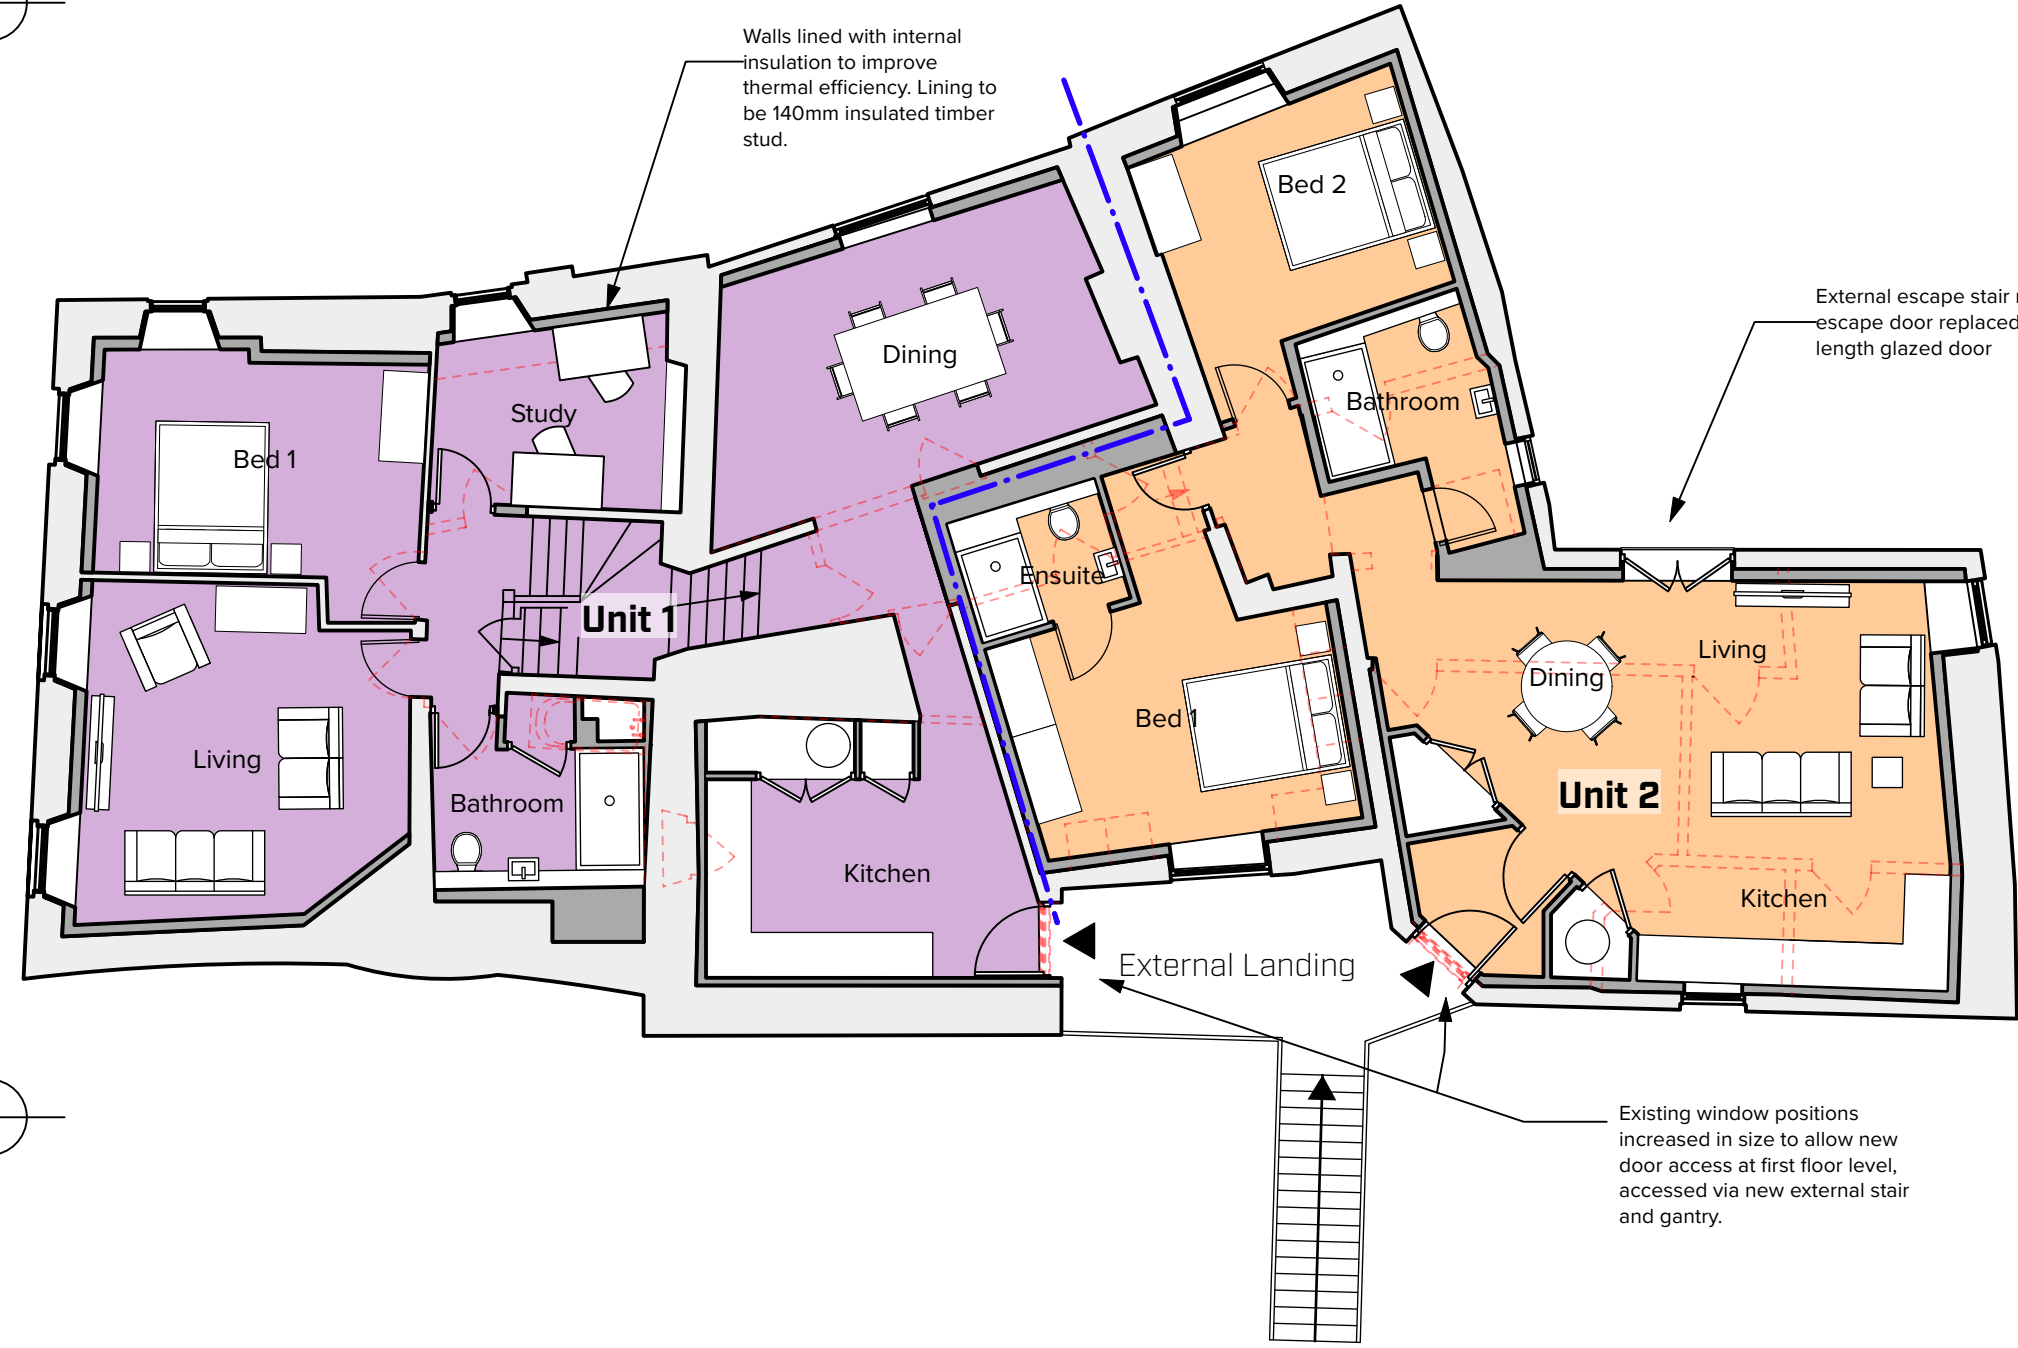 Walls lined with internal
insulation to improve
thermal efficiency. Lining to
be 140mm insulated timber
stud.
Bed 2
External escape stair
escape door replaced
length glazed door
Dining
Bathroom
Study
Bed 1
Ensuite
Unit 1
Living
Dining
Bed 1
Living
Unit 2
Bathroom
Kitchen
Kitchen
External Landing
Existing window positions
increased in size to allow new
door access at first floor level,
accessed via new external stair
and gantry.